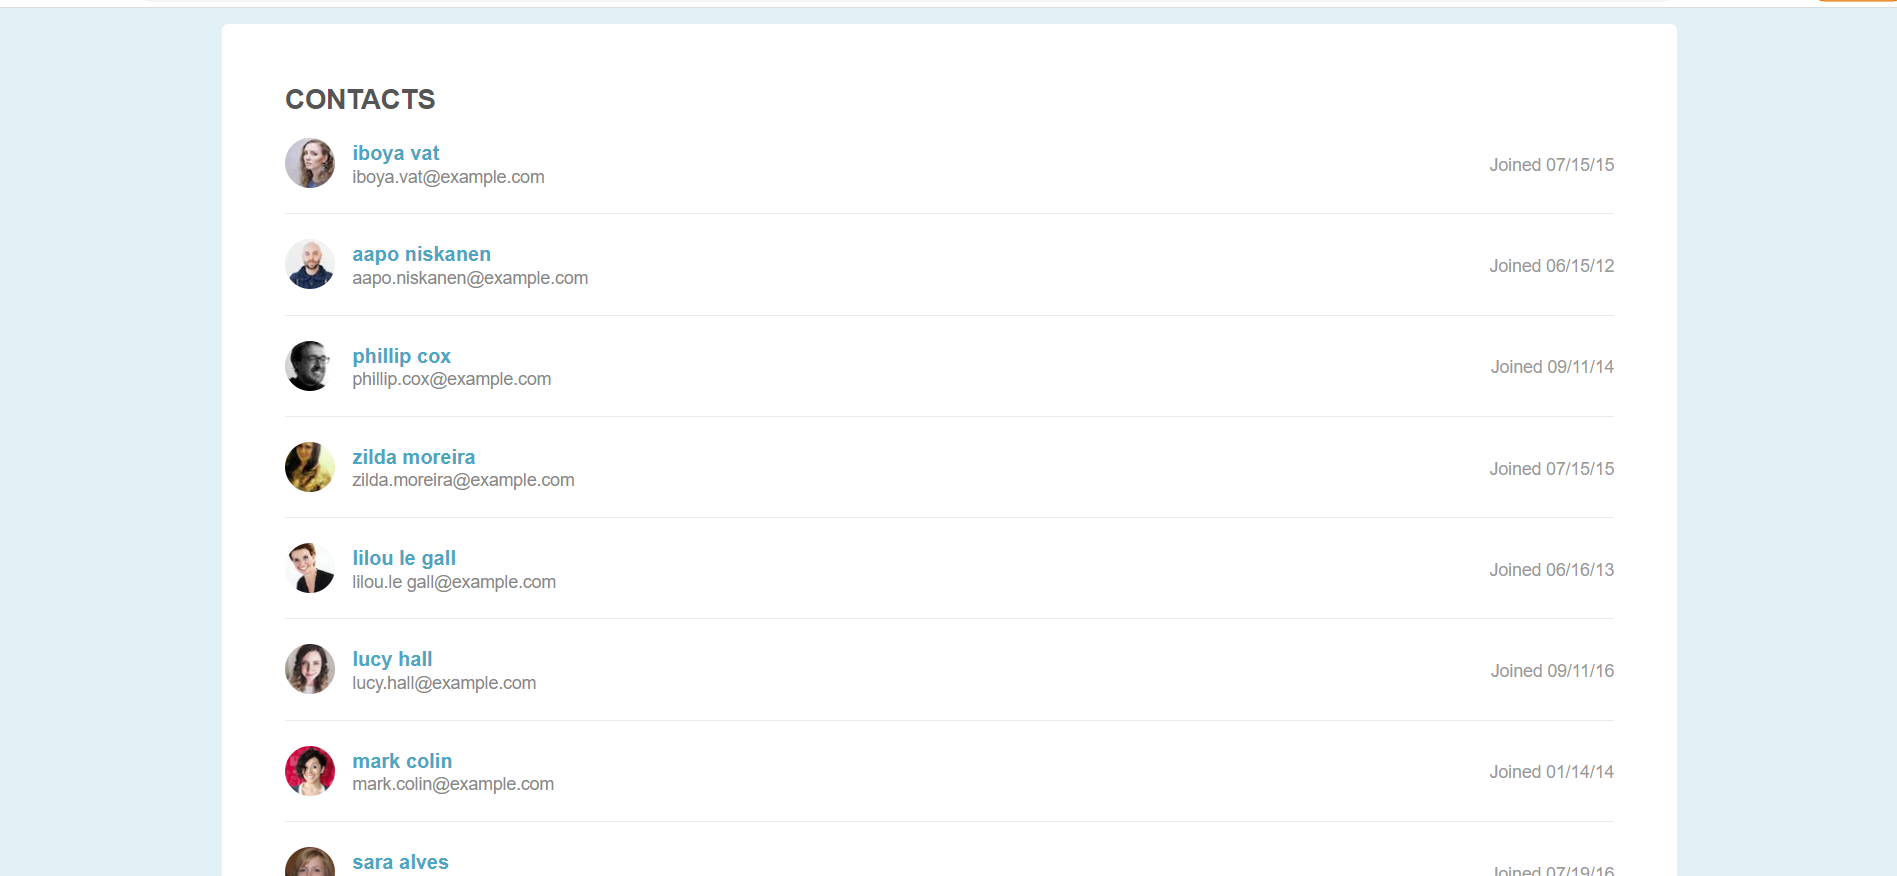 CONTACTS
iboya vat
iboya.vat@example.com
Joined 07/15/15
aapo niskanen
aapo.niskanen@example.com
Joined 06/15/12
phillip cox
phillip.cox@example.com
Joined 09/11/14
zilda moreira
zilda.moreira@example.com
Joined 07/15/15
lilou le gall
lilou.le gall@example.com
Joined 06/16/13
lucy hall
lucy.hall@example.com
Joined 09/11/16
mark colin
mark.colin@example.com
Joined 01/14/14
sara alves
Joined 07/19/16